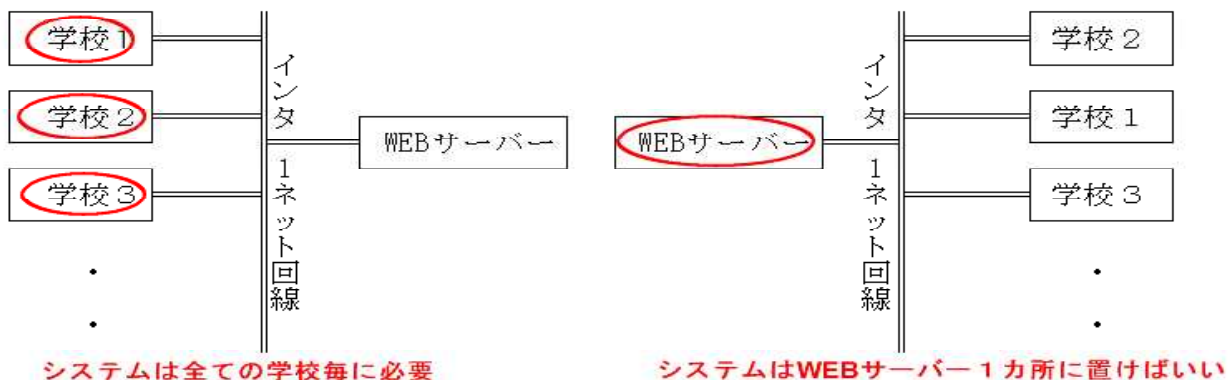 学校1
学校2
学校3
・
・
インタ1ネット回線
WEBサーバー
システムは全ての学校毎に必要
WEBサーバー
インタ1ネット回線
学校2
学校1
学校3
・
・
システムはWEBサーバー1カ所に置けばいい